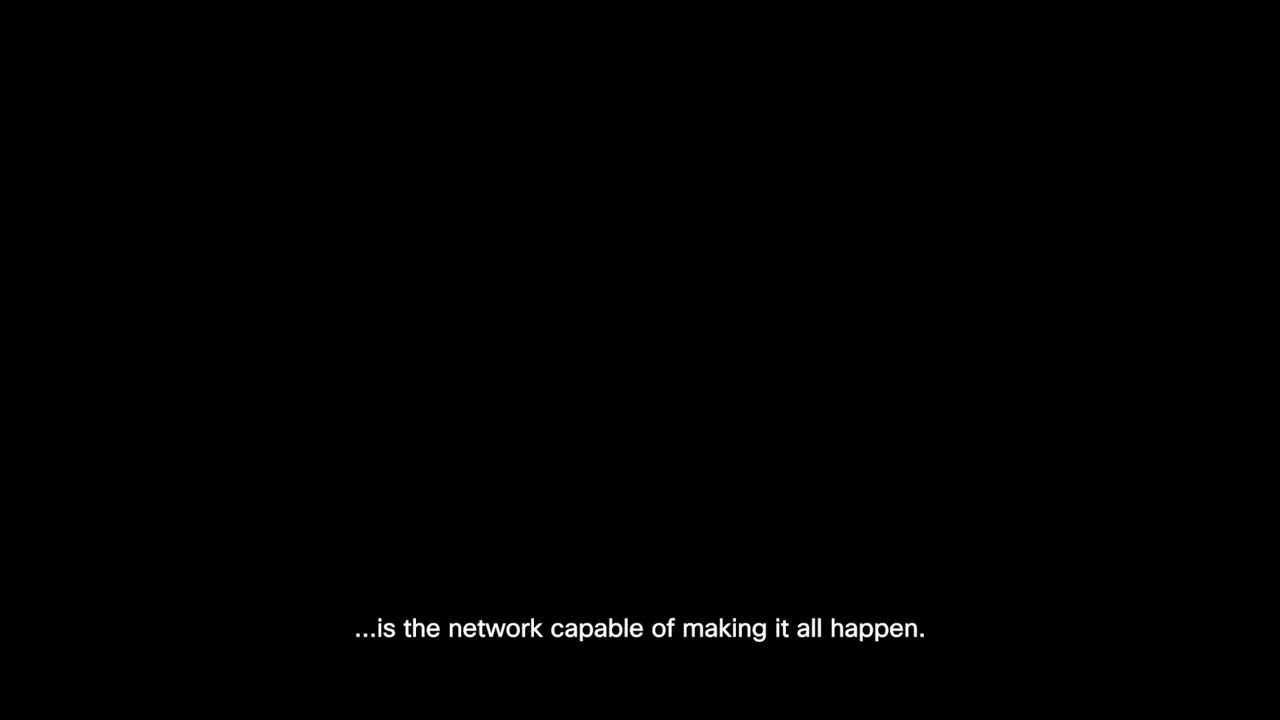 ...is the network capable of making it all happen.